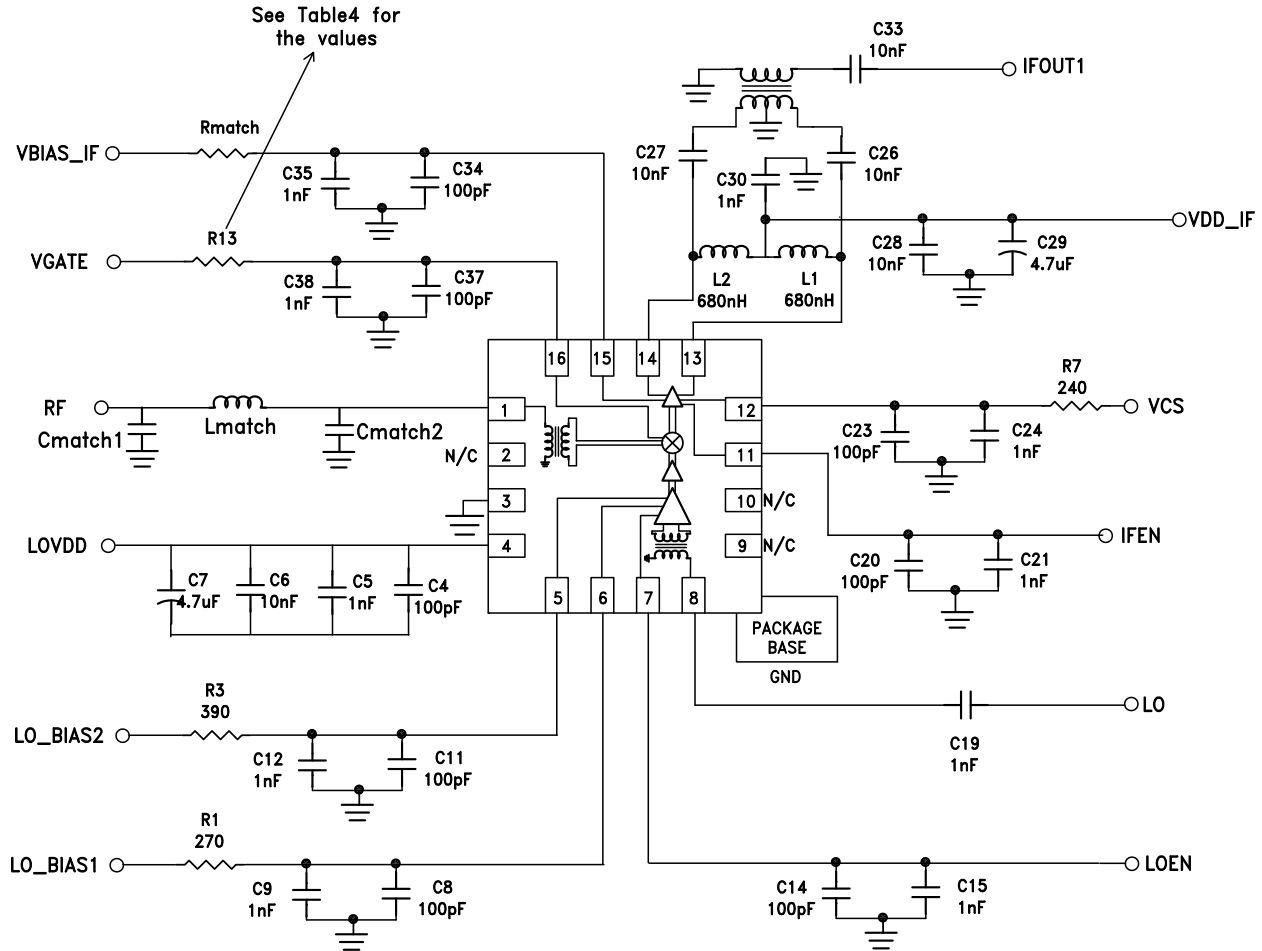 See Table4 for
the values
C33
10nF
IFOUT1
Rmatch
VBIAS_IF
C35
1nF
C34
100pF
C27
10nF
C30
1nF
C26
10nF
VDD_IF
R13
VGATE
C38
1nF
C37
100pF
L2
680nH
L1
680nH
C28
10nF
C29
4.7uF
16
15
14
13
R7
240
RF
Cmatch1
Lmatch
Cmatch2
1
12
VCS
C23
100pF
C24
1nF
N/C
2
11
3
10
N/C
LOVDD
4
9
N/C
IFEN
C20
100pF
C21
1nF
C7
4.7uF
C6
10nF
C5
1nF
C4
100pF
5
6
7
8
PACKAGE
BASE
GND
R3
390
LO_BIAS2
C12
1nF
C11
100pF
LO
C19
1nF
R1
270
LO_BIAS1
C9
1nF
C8
100pF
LOEN
C14
100pF
C15
1nF